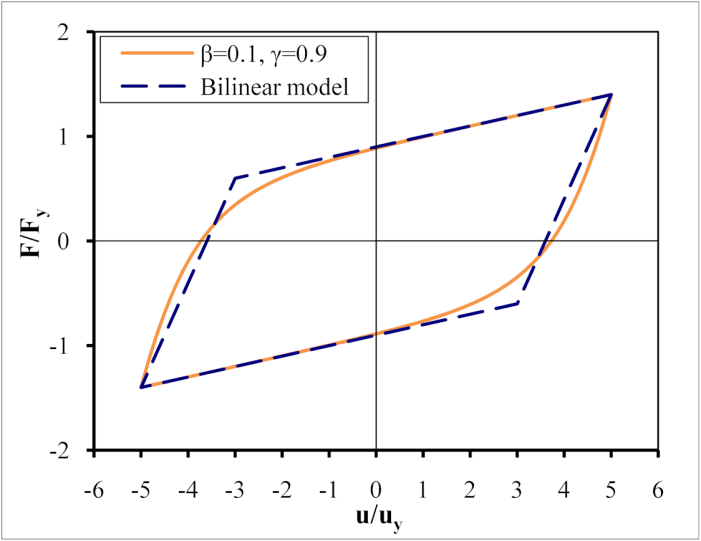 2
β=0.1, γ=0.9
Bilinear model
1
F/Fy
0
-1
-2
-6 -5 -4 -3 -2 -1 0 1 2 3 4 5 6
u/uy